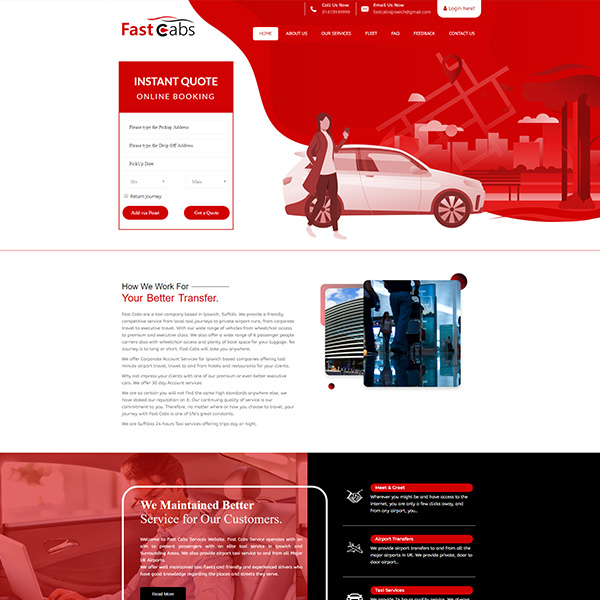 Fast Cabs
Call Us Now
01473939999
Email Us Now
fastcabsipswich@gmail.com
Login here!
HOME
ABOUT US
OUR SERVICES
FLEET
FAQ
FEEDBACK
CONTACT US
INSTANT QUOTE
ONLINE BOOKING
Please type the Pickup Address
Please type the Drop Off Address
PickUp Date
Hrs
Mins
Return journey
Add via Point
Get a Quote
How We Work For
Your Better Transfer.
Fast Cabs are a taxi company based in Ipswich, Suffolk. We provide a friendly,
competitive service from local taxi journeys to private airport runs, from corporate
travel to executive travel. With our wide range of vehicles from wheelchair access
to premium and executive class. We also offer a wide range of 8 passenger people
carriers also with wheelchair access and plenty of boot space for your luggage. No
journey is to long or short, Fast Cabs will take you anywhere.
We offer Corporate Account Services for Ipswich based companies offering last
minute airport travel, travel to and from hotels and restaurants for your clients.
Why not impress your clients with one of our premium or even better executive
cars. We offer 30 day Account services
We are so certain you will not find the same high standards anywhere else, we
have staked our reputation on it. Our continuing quality of service is our
commitment to you. Therefore, no matter where or how you choose to travel, your
journey with Fast Cabs is one of life's great constants.
We are Suffolks 24 hours Taxi services offering trips day or night.
We Maintained Better
Service for Our Customers.
Welcome to Fast Cabs Services Website. Fast Cabs Service operates with an
aim to present passengers with an elite taxi service in Ipswich and
Surrounding Areas. We also provide airport taxi service to and from all Major
UK Airports.
We offer well maintained taxi fleets and friendly and experienced drivers who
have good knowledge regarding the places and streets they serve.
Read More
Meet & Greet
Wherever you might be and have access to the
internet, you are only a few clicks away, and
from any airport, you...
Airport Transfers
We provide airport transfers to and from all the
major airports in UK. We provide private, door to
door airport...
Taxi Services